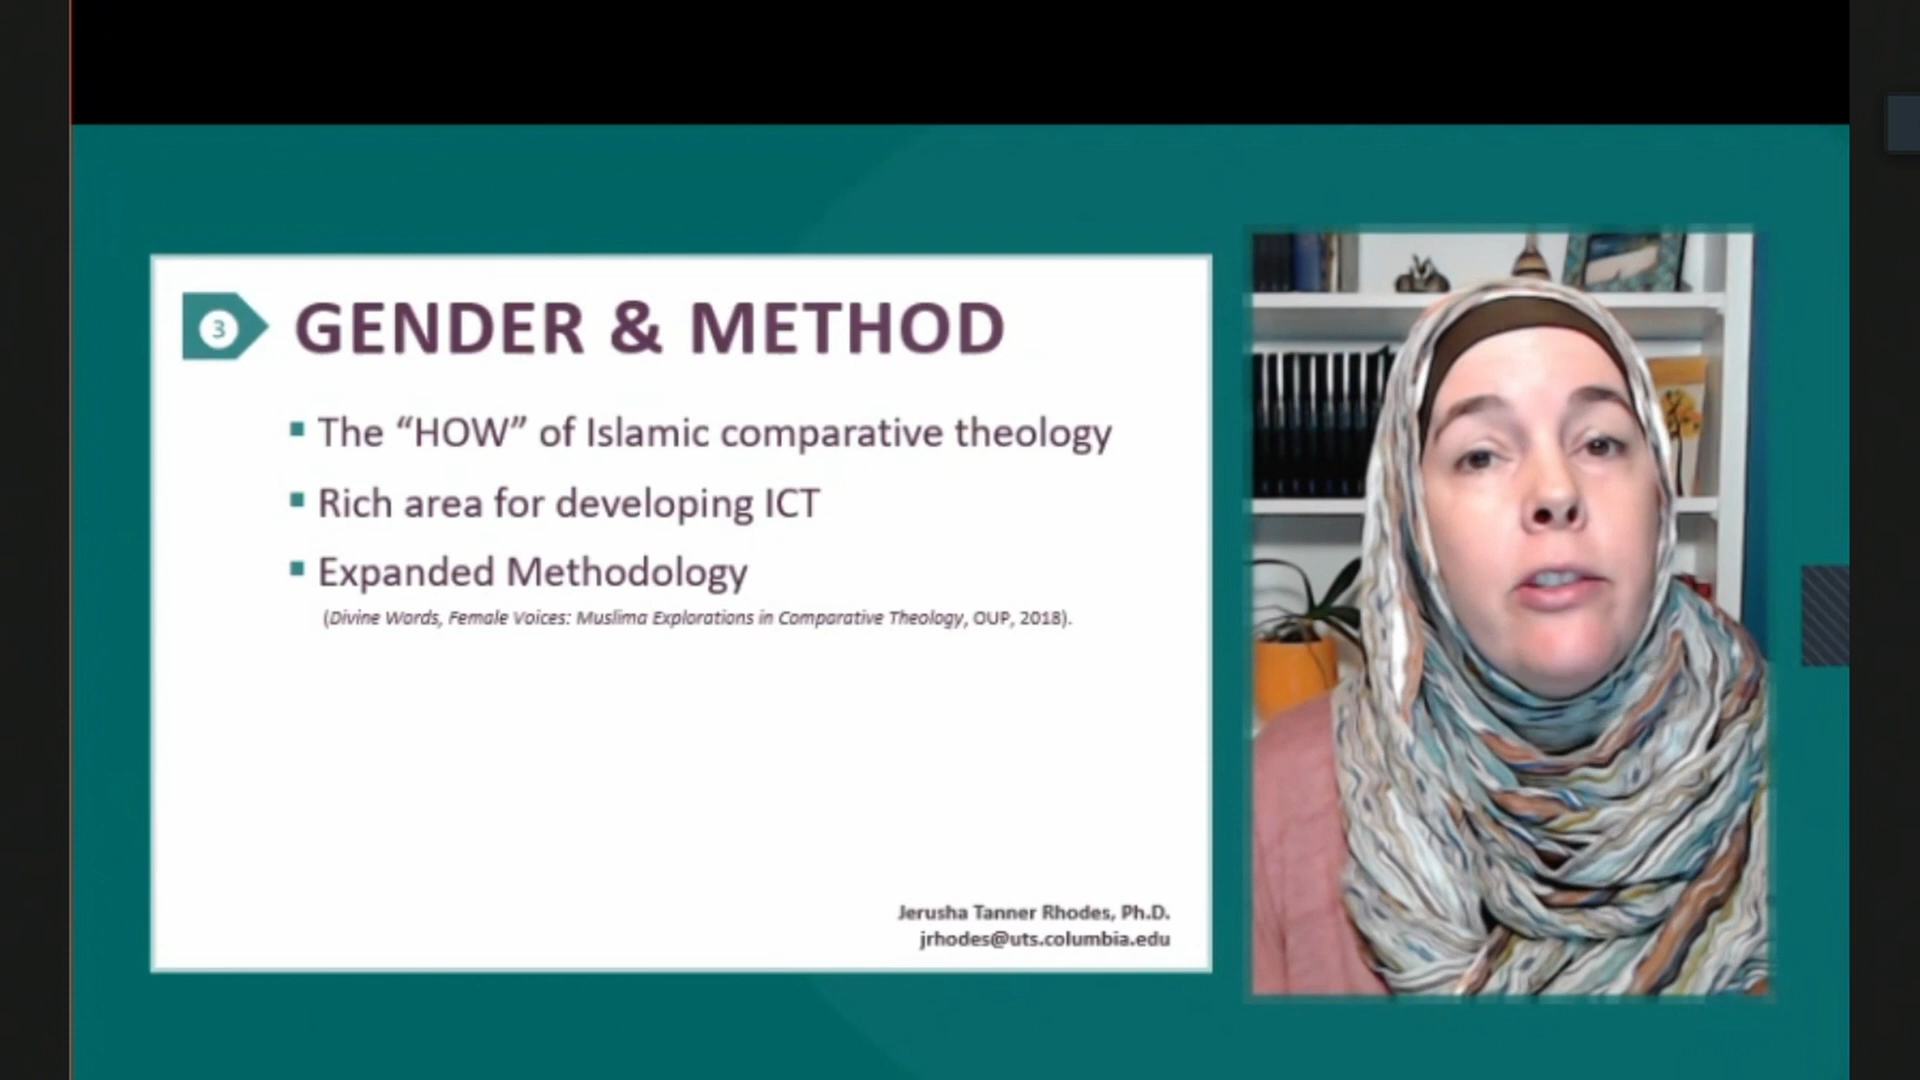 3
GENDER & METHOD
▪ The “HOW” of Islamic comparative theology
▪ Rich area for developing ICT
▪ Expanded Methodology
(Divine Words, Female Voices: Muslima Explorations in Comparative Theology, OUP, 2018).
Jerusha Tanner Rhodes, Ph.D.
jrhodes@uts.columbia.edu